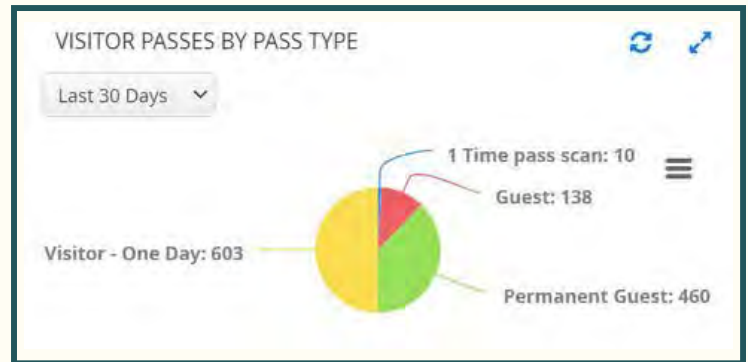 VISITOR PASSES BY PASS TYPE
Last 30 Days
1 Time pass scan: 10
Guest: 138
Visitor - One Day: 603
Permanent Guest: 460